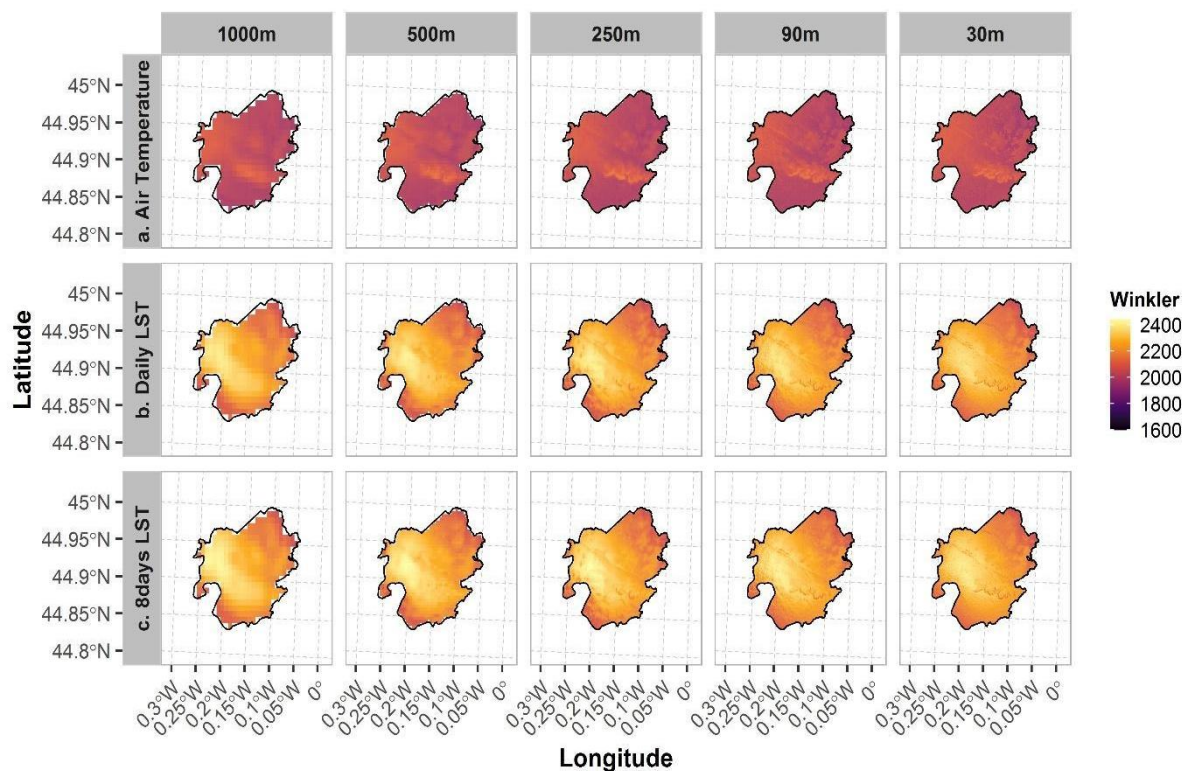 1000m
500m
250m
90m
30m
a. Air Temperature
45°N
44.95°N
44.9°N
44.85°N
44.8°N
b. Daily LST
45°N
44.95°N
44.9°N
44.85°N
44.8°N
c. 8days LST
45°N
44.95°N
44.9°N
44.85°N
44.8°N
Latitude
Winkler
2400
2200
2000
1800
1600
0.3°W 0.25°W 0.2°W 0.15°W 0.1°W 0.05°W 0°
0.3°W 0.25°W 0.2°W 0.15°W 0.1°W 0.05°W 0°
0.3°W 0.25°W 0.2°W 0.15°W 0.1°W 0.05°W 0°
0.3°W 0.25°W 0.2°W 0.15°W 0.1°W 0.05°W 0°
0.3°W 0.25°W 0.2°W 0.15°W 0.1°W 0.05°W 0°
Longitude